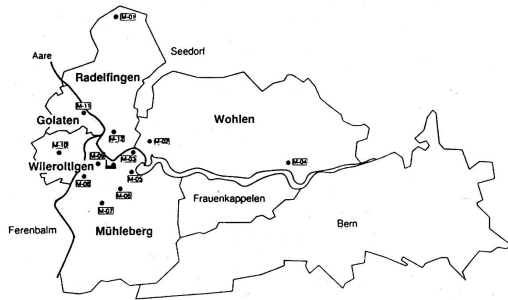 M-01
Aare
Seedorf
Radelfingen
M-11
Golaten
Wohlen
M-12
M-02
M-10
M-03
M-04
Wileroltigen
M-05
M-08
M-06
Frauenkappelen
M-07
Ferenbalm
Mühleberg
Bern